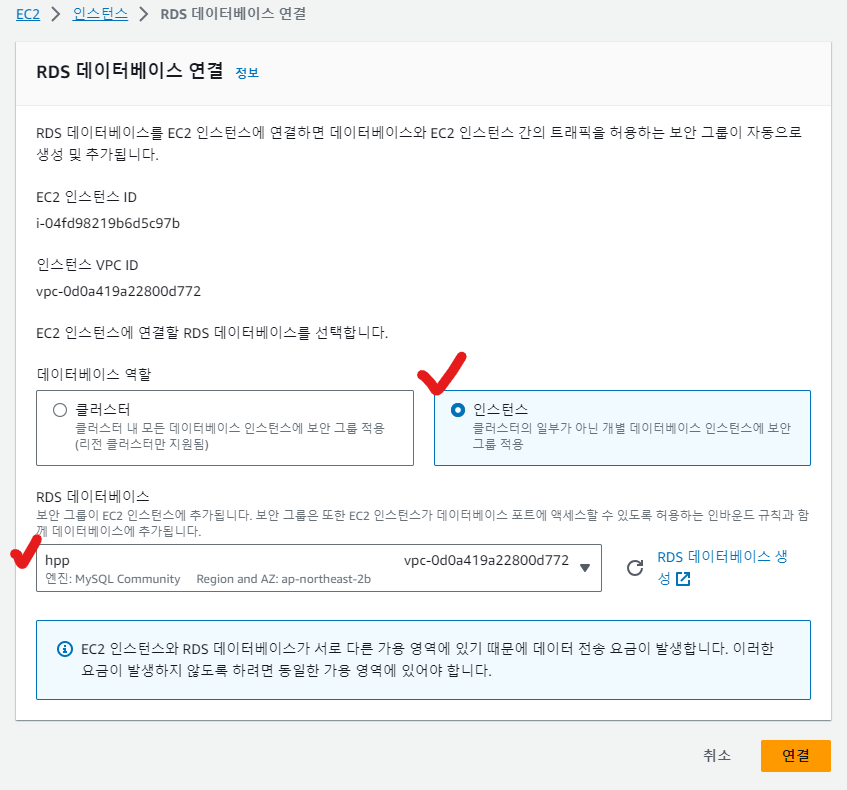 EC2 > 인스턴스 > RDS 데이터베이스 연결
RDS 데이터베이스 연결 정보
RDS 데이터베이스를 EC2 인스턴스에 연결하면 데이터베이스와 EC2 인스턴스 간의 트래픽을 허용하는 보안 그룹이 자동으로
생성 및 추가됩니다.
EC2 인스턴스 ID
i-04fd98219b6d5c97b
인스턴스 VPC ID
vpc-0d0a419a22800d772
EC2 인스턴스에 연결할 RDS 데이터베이스를 선택합니다.
데이터베이스 역할
클러스터
클러스터 내 모든 데이터베이스 인스턴스에 보안 그룹 적용
(리전 클러스터만 지원됨)
인스턴스
클러스터의 일부가 아닌 개별 데이터베이스 인스턴스에 보안
그룹 적용
RDS 데이터베이스
보안 그룹이 EC2 인스턴스에 추가됩니다. 보안 그룹은 또한 EC2 인스턴스가 데이터베이스 포트에 액세스할 수 있도록 허용하는 인바운드 규칙과 함
께 데이터베이스에 추가됩니다.
hpp vpc-0d0a419a22800d772
엔진: MySQL Community Region and AZ: ap-northeast-2b
RDS 데이터베이스 생
성
EC2 인스턴스와 RDS 데이터베이스가 서로 다른 가용 영역에 있기 때문에 데이터 전송 요금이 발생합니다. 이러한
요금이 발생하지 않도록 하려면 동일한 가용 영역에 있어야 합니다.
취소 연결